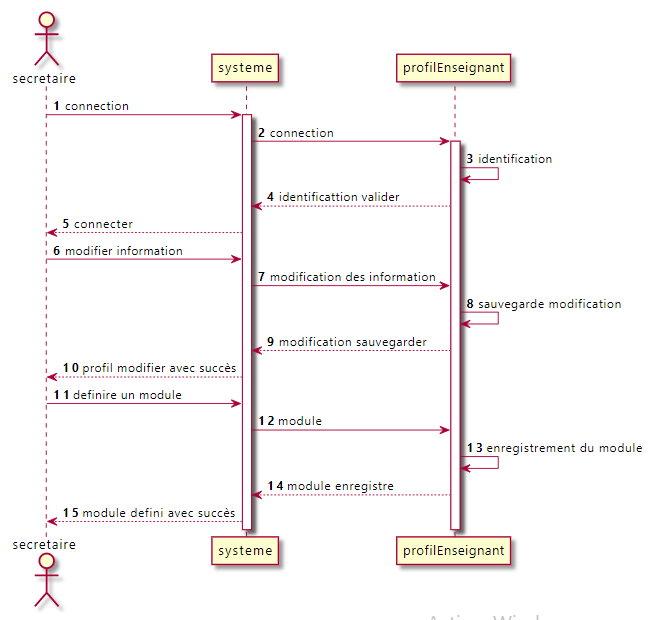 secretaire
systeme
profilEnseignant
1 connection
2 connection
3 identification
4 identificattion valider
5 connecter
6 modifier information
7 modification des information
8 sauvegarde modification
9 modification sauvegarder
10 profil modifier avec succès
11 definire un module
12 module
13 enregistrement du module
14 module enregistre
15 module defini avec succès
secretaire
systeme
profilEnseignant